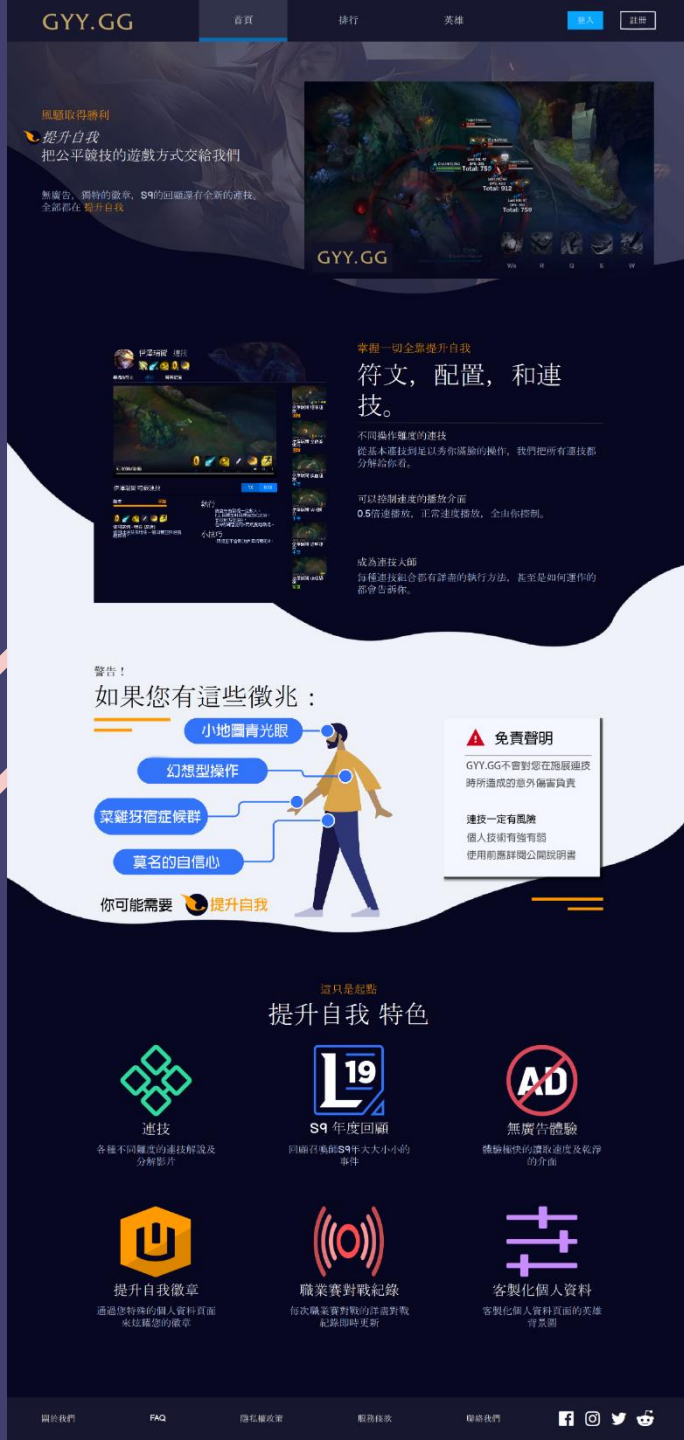 GYY.GG
首頁
排行
英雄
登入
註冊
風騷取得勝利
提升自我
把公平競技的遊戲方式交給我們
無廣告, 獨特的徽章, S9的回顧還有全新的連技,
全部都在 提升自我
Total: 759
Total: 912
Total: 759
GYY.GG
R
Q
E
W
伊澤瑞爾 連技
執行
小技巧
掌握一切全靠提升自我
符文, 配置, 和連
技。
不同操作難度的連技
從基本連技到足以秀你滿臉的操作, 我們把所有連技都
分解給你看。
可以控制速度的播放介面
0.5倍速播放, 正常速度播放, 全由你控制。
成為連技大師
每種連技組合都有詳盡的執行方法, 甚至是如何運作的
都會告訴你。
警告！
如果您有這些徵兆：
小地圖青光眼
幻想型操作
菜雞犽宿症候群
莫名的自信心
你可能需要 提升自我
免責聲明
GYY.GG不會對您在施展連技
時所造成的意外傷害負責
連技一定有風險
個人技術有強有弱
使用前應詳閱公開說明書
這只是起點
提升自我 特色
連技
各種不同難度的連技解說及
分解影片
L 19
S9 年度回顧
回顧召喚師S9年大大小小的
事件
AD
無廣告體驗
體驗極快的讀取速度及乾淨
的介面
提升自我徽章
通過您特殊的個人資料頁面
來炫耀您的徽章
職業賽對戰紀錄
每次職業賽對戰的詳盡對戰
紀錄即時更新
客製化個人資料
客製化個人資料頁面的英雄
背景圖
關於我們
FAQ
隱私權政策
服務條款
聯絡我們